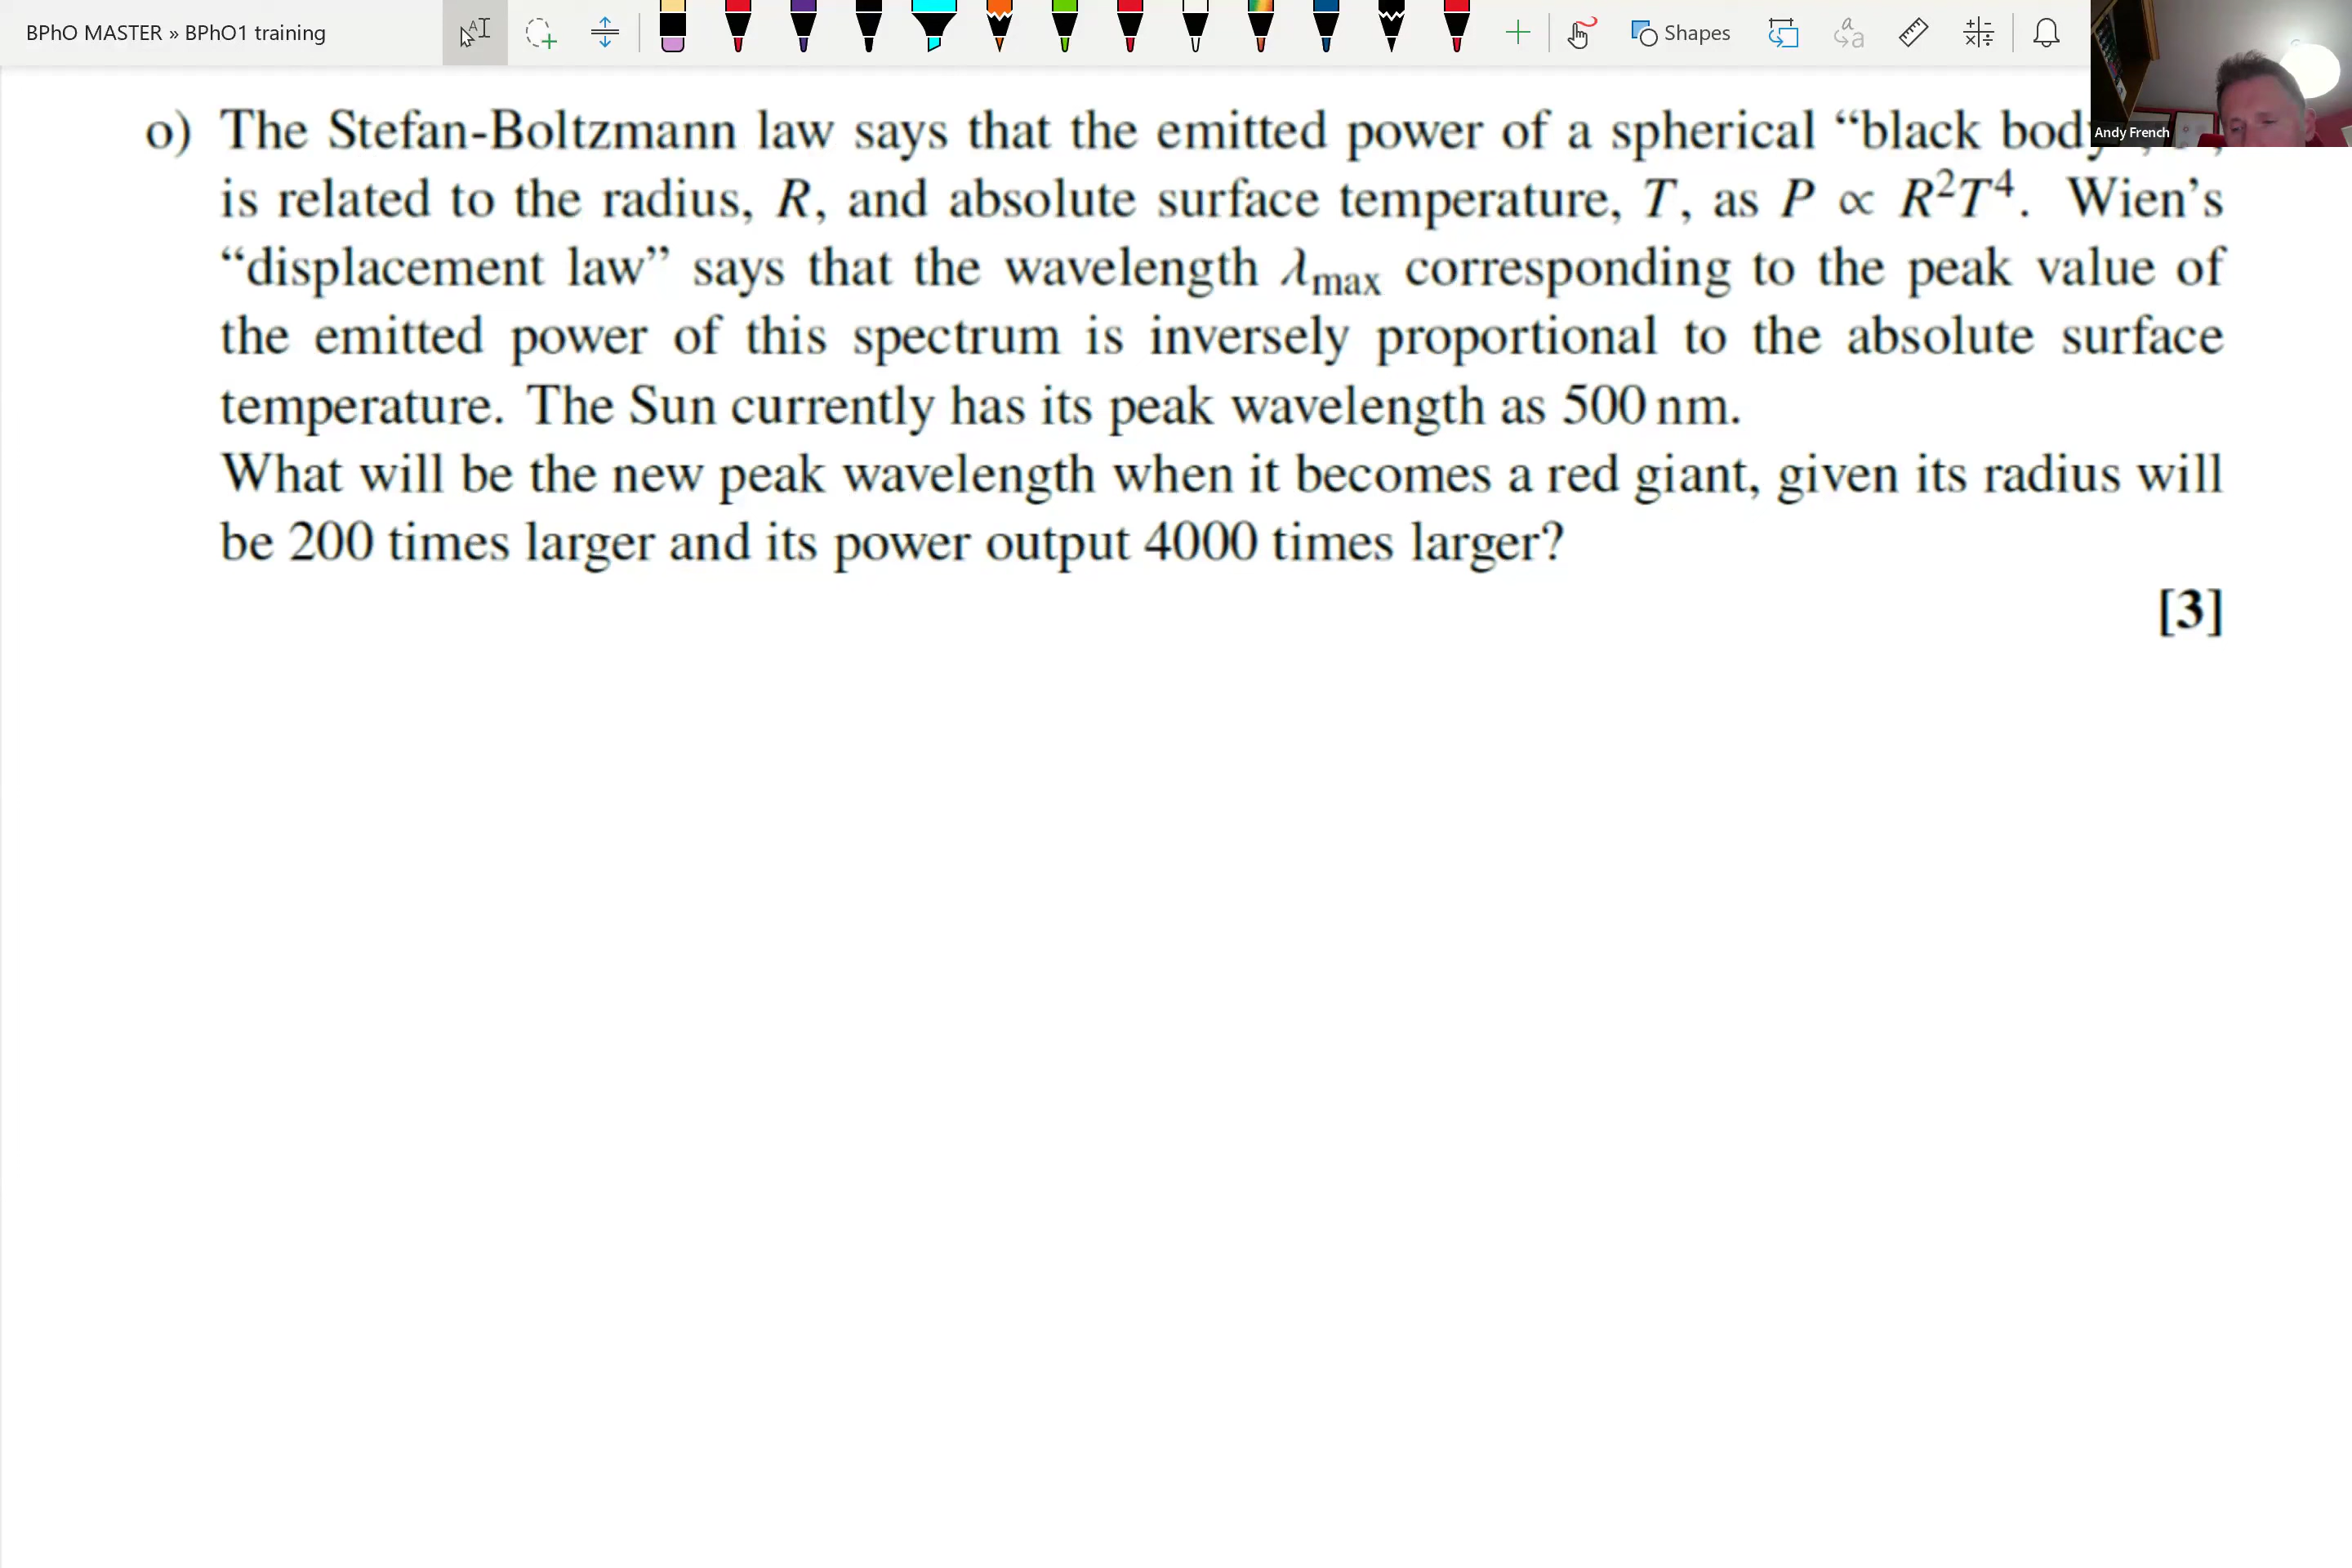 BPhO MASTER » BPhO1 training
Shapes
Andy French
o) The Stefan-Boltzmann law says that the emitted power of a spherical “black body
is related to the radius, R, and absolute surface temperature, T, as P ∝ R²T⁴. Wien’s
“displacement law” says that the wavelength λmax corresponding to the peak value of
the emitted power of this spectrum is inversely proportional to the absolute surface
temperature. The Sun currently has its peak wavelength as 500 nm.
What will be the new peak wavelength when it becomes a red giant, given its radius will
be 200 times larger and its power output 4000 times larger?
[3]